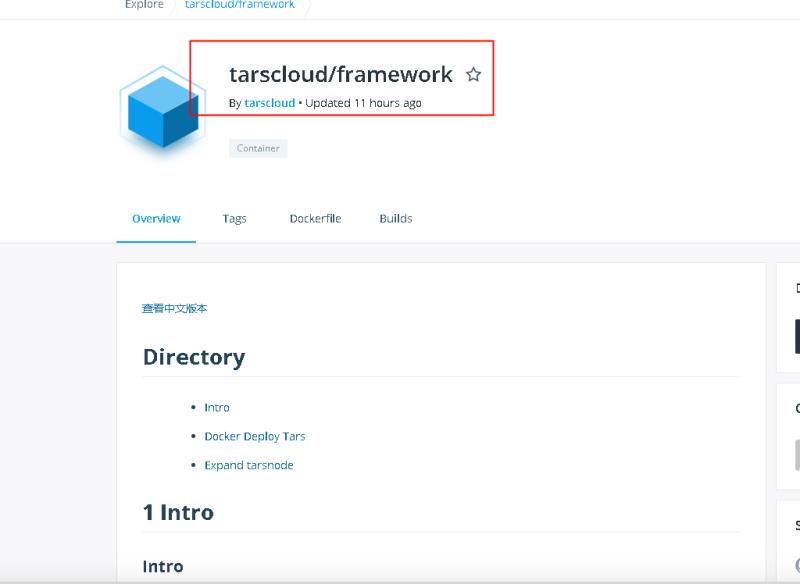 Explore tarscloud/framework
tarscloud/framework
By tarscloud • Updated 11 hours ago
Container
Overview Tags Dockerfile Builds
查看中文版本
Directory
• Intro
• Docker Deploy Tars
• Expand tarsnode
1 Intro
Intro